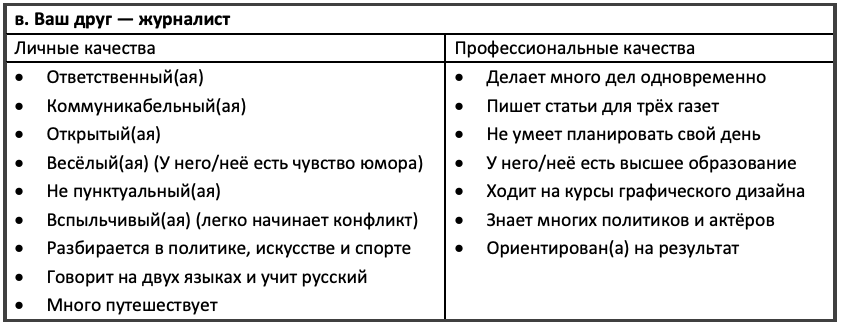 в. Ваш друг — журналист
Личные качества
Профессиональные качества
• Ответственный(ая)
• Коммуникабельный(ая)
• Открытый(ая)
• Весёлый(ая) (У него/неё есть чувство юмора)
• Не пунктуальный(ая)
• Вспыльчивый(ая) (легко начинает конфликт)
• Разбирается в политике, искусстве и спорте
• Говорит на двух языках и учит русский
• Много путешествует
• Делает много дел одновременно
• Пишет статьи для трёх газет
• Не умеет планировать свой день
• У него/неё есть высшее образование
• Ходит на курсы графического дизайна
• Знает многих политиков и актёров
• Ориентирован(а) на результат